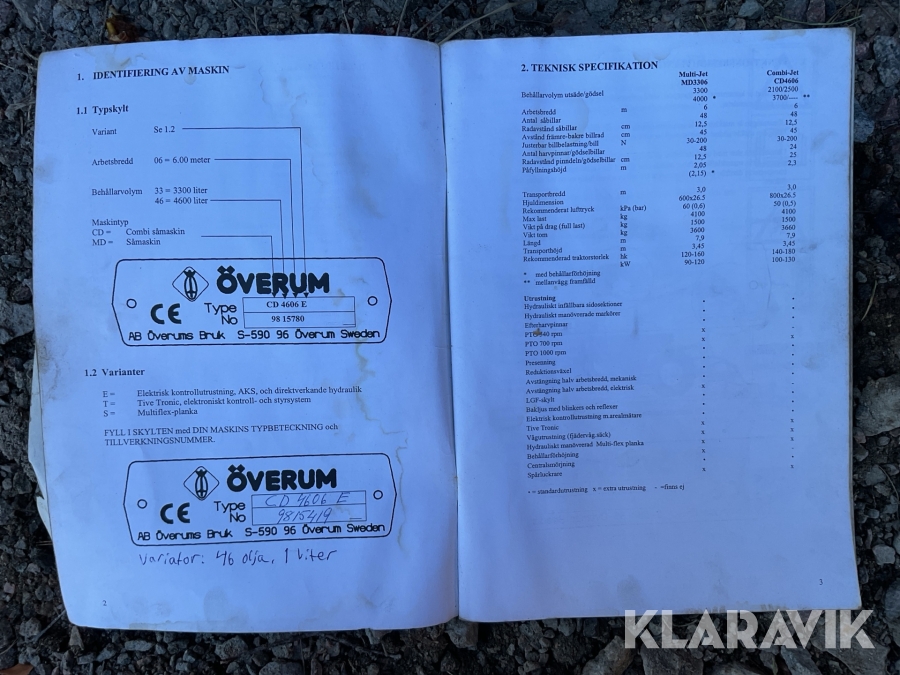 1. IDENTIFIERING AV MASKIN
1.1 Typskylt
Variant Se 1.2
Arbetsbredd 06 = 6.00 meter
Behållarvolym 33 = 3300 liter
46 = 4600 liter
Maskintyp
CD = Combi såmaskin
MD = Såmaskin
ÖVERUM
CE Type CD 4606 E
No 98 15780
AB Överums Bruk S-590 96 Överum Sweden
1.2 Varianter
E = Elektrisk kontrollutrustning, AKS, och direktverkande hydraulik
T = Tive Tronic, elektroniskt kontroll- och styrsystem
S = Multiflex-planka
FYLL I SKYLTEN med DIN MASKINS TYPBETECKNING och
TILLVERKNINGSNUMMER.
ÖVERUM
CE Type CD 4606 E
No 9815419
AB Överums Bruk S-590 96 Överum Sweden
Variator: 46 olja, 1 liter
2
2. TEKNISK SPECIFIKATION
Multi-Jet Combi-Jet
MD3306 CD4606
Behållarvolym utsäde/gödsel 3300 2100/2500
4000 * 3700/---- **
Arbetsbredd m 6 6
Antal såbillar 48 48
Radavstånd såbillar cm 12,5 12,5
Avstånd främre-bakre billrad cm 45 45
Justerbar billbelastning/bill N 30-200 30-200
Antal harvpinnar/gödselbillar 48 24
Radavstånd pinndeln/gödselbillar cm 12,5 25
Påfyllningshöjd m 2,05 2,3
(2,15) *
Transportbredd m 3,0 3,0
Hjuldimension 600x26.5 800x26.5
Rekommenderat lufttryck kPa (bar) 60 (0,6) 50 (0,5)
Max last kg 4100 4100
Vikt på drag (full last) kg 1500 1500
Vikt tom kg 3600 3660
Längd m 7,9 7,9
Transporthöjd m 3,45 3,45
Rekommenderad traktorstorlek hk 120-160 140-180
kW 90-120 100-130
* med behållarförhöjning
** mellanvägg framfälld
Utrustning
Hydrauliskt infällbara sidosektioner
Hydrauliskt manövrerade markörer
Efterharvpinnar
PTO 540 rpm
PTO 700 rpm
PTO 1000 rpm
Presenning
Reduktionsväxel
Avstängning halv arbetsbredd, mekanisk
Avstängning halv arbetsbredd, elektrisk
LGF-skylt
Bakljus med blinkers och reflexer
Elektrisk kontrollutrustning m.arealmätare
Tive Tronic
Vägutrustning (fjäderväg.säck)
Hydrauliskt manövrerad Multi-flex planka
Behållarförhöjning
Centralsmörjning
Spårluckrare
• = standardutrustning x = extra utrustning - =finns ej
3
KLARAVIK